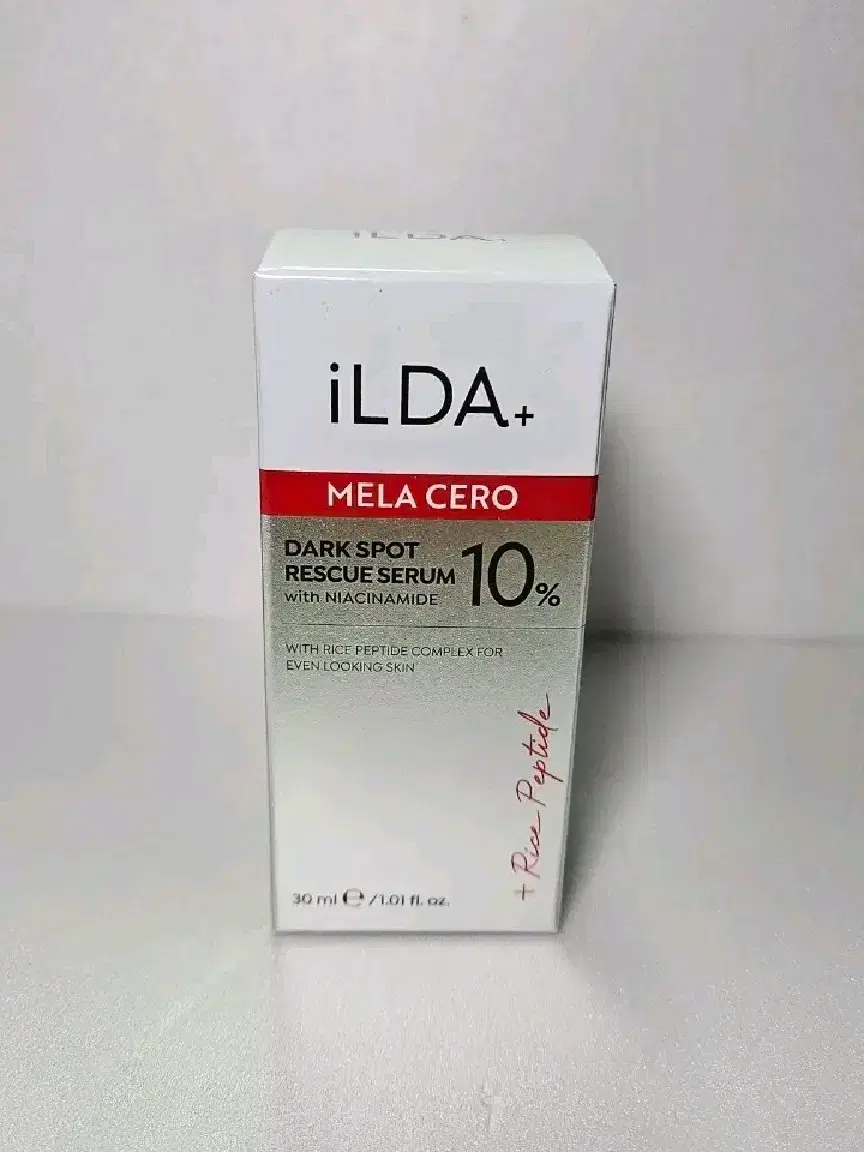 iLDA+
iLDA+
MELA CERO
DARK SPOT
RESCUE SERUM 10%
with NIACINAMIDE
WITH RICE PEPTIDE COMPLEX FOR
EVEN LOOKING SKIN
+ Rice Peptide
30 ml ℮ /1.01 fl. oz.